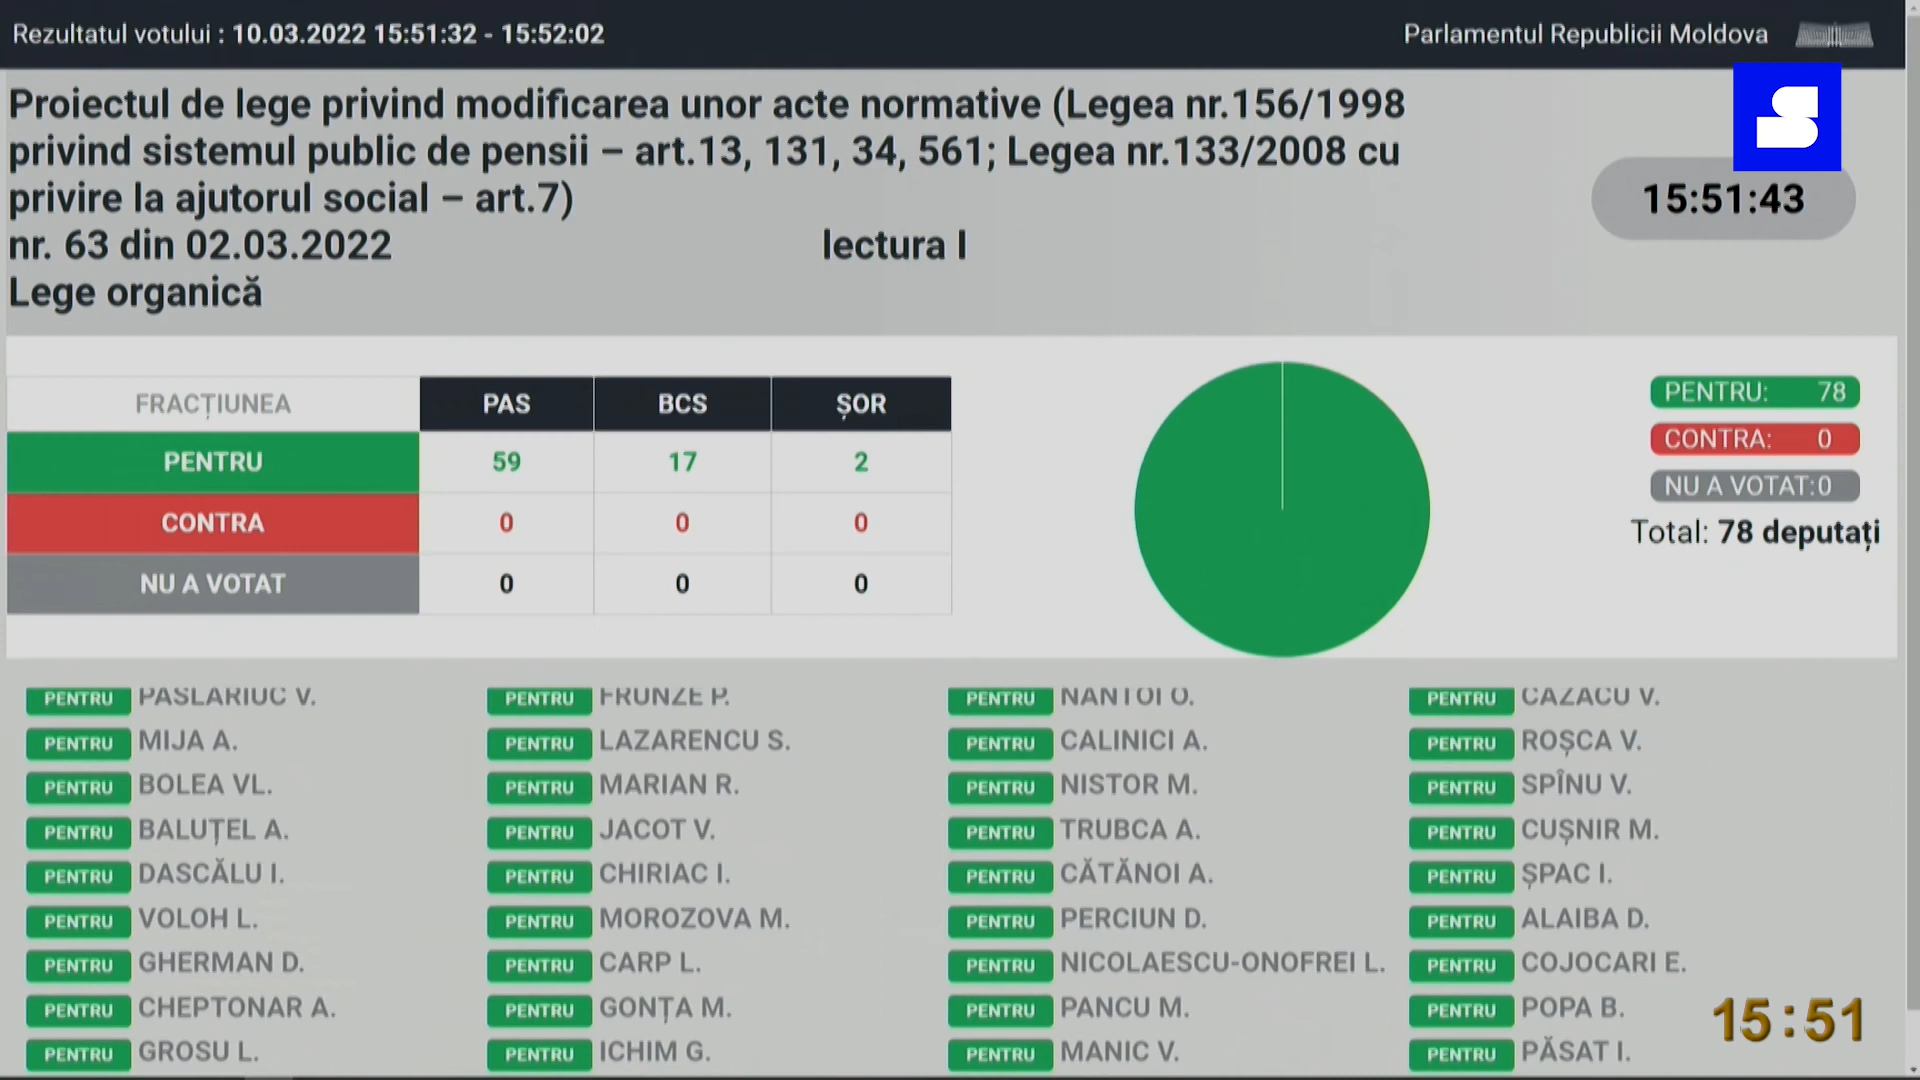 Rezultatul votului : 10.03.2022 15:51:32 - 15:52:02
Parlamentul Republicii Moldova
Proiectul de lege privind modificarea unor acte normative (Legea nr.156/1998
privind sistemul public de pensii – art.13, 131, 34, 561; Legea nr.133/2008 cu
privire la ajutorul social – art.7)
15:51:43
nr. 63 din 02.03.2022 lectura I
Lege organică
FRACȚIUNEA PAS BCS ȘOR
PENTRU 59 17 2
CONTRA 0 0 0
NU A VOTAT 0 0 0
PENTRU: 78
CONTRA: 0
NU A VOTAT:0
Total: 78 deputați
PENTRU PASLARIUC V. PENTRU FRUNZE P. PENTRU NANTOI O. PENTRU CAZACU V.
PENTRU MIJA A. PENTRU LAZARENCU S. PENTRU CALINICI A. PENTRU ROȘCA V.
PENTRU BOLEA VL. PENTRU MARIAN R. PENTRU NISTOR M. PENTRU SPÎNU V.
PENTRU BALUȚEL A. PENTRU JACOT V. PENTRU TRUBCA A. PENTRU CUȘNIR M.
PENTRU DASCĂLU I. PENTRU CHIRIAC I. PENTRU CĂTĂNOI A. PENTRU ȘPAC I.
PENTRU VOLOH L. PENTRU MOROZOVA M. PENTRU PERCIUN D. PENTRU ALAIBA D.
PENTRU GHERMAN D. PENTRU CARP L. PENTRU NICOLAESCU-ONOFREI L. PENTRU COJOCARI E.
PENTRU CHEPTONAR A. PENTRU GONȚA M. PENTRU PANCU M. PENTRU POPA B.
PENTRU GROSU L. PENTRU ICHIM G. PENTRU MANIC V. PENTRU PĂSAT I.
15:51